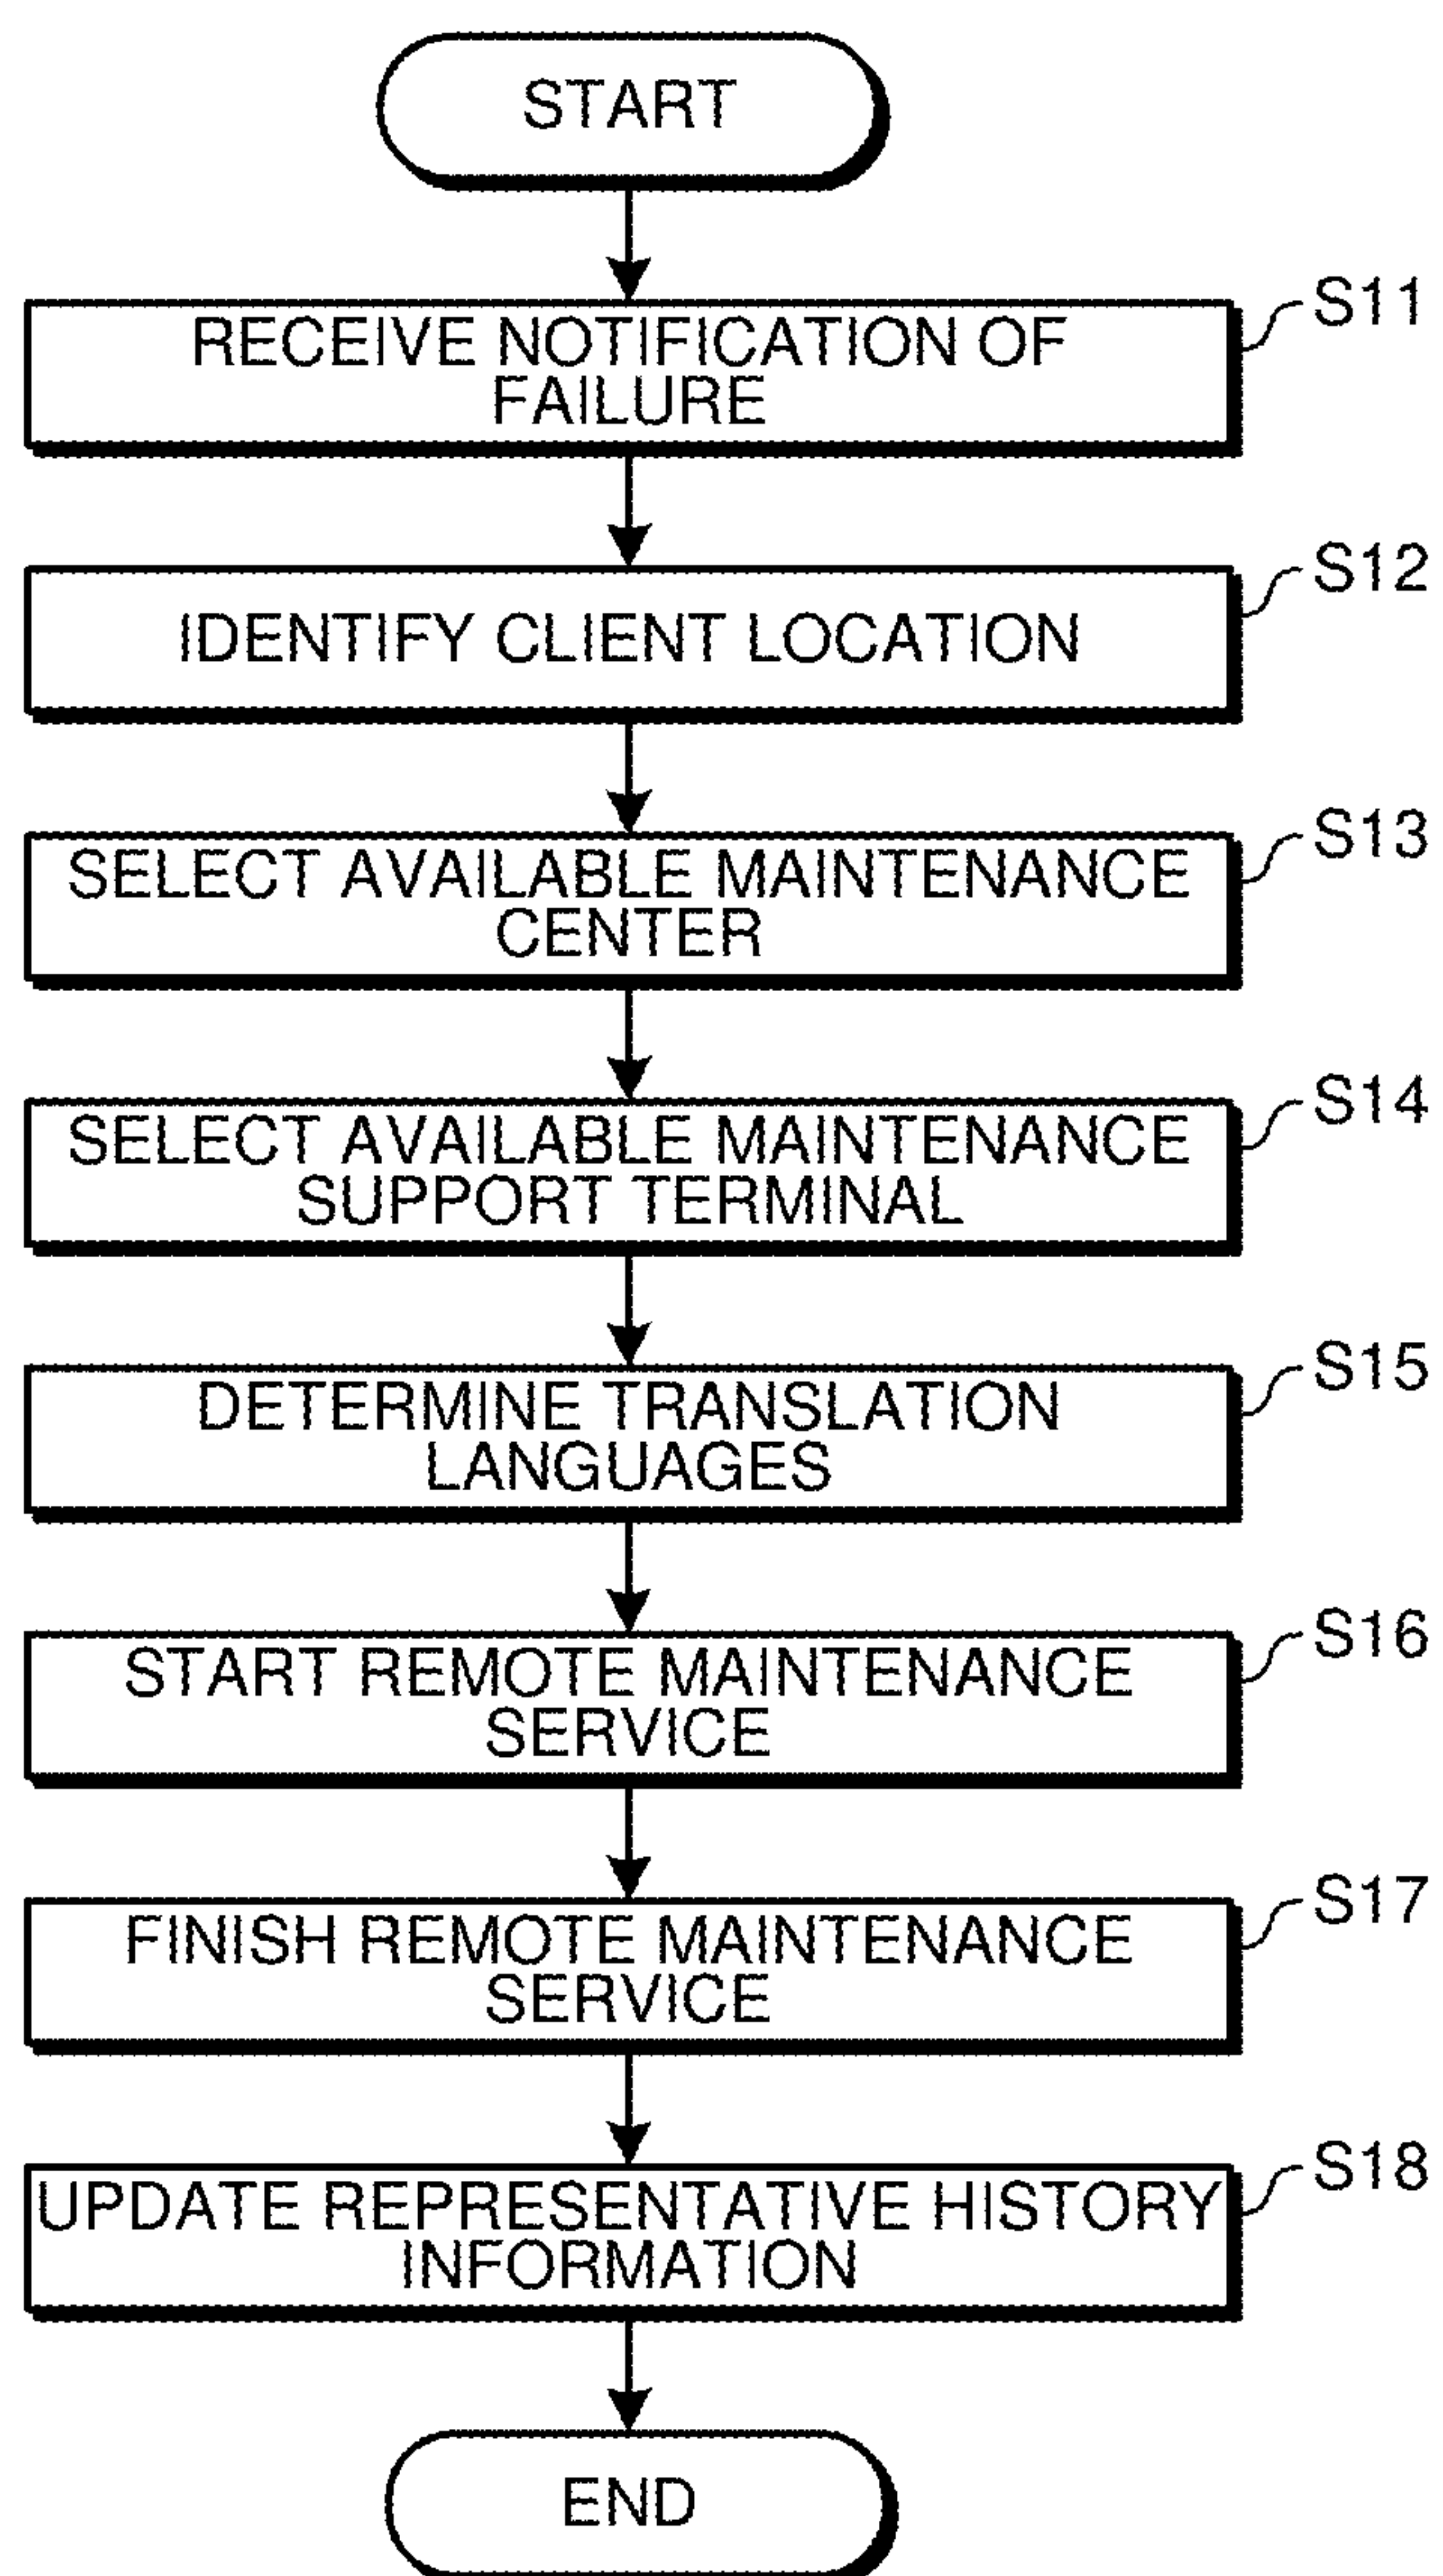 START
RECEIVE NOTIFICATION OF
FAILURE
S11
IDENTIFY CLIENT LOCATION
S12
SELECT AVAILABLE MAINTENANCE
CENTER
S13
SELECT AVAILABLE MAINTENANCE
SUPPORT TERMINAL
S14
DETERMINE TRANSLATION
LANGUAGES
S15
START REMOTE MAINTENANCE
SERVICE
S16
FINISH REMOTE MAINTENANCE
SERVICE
S17
UPDATE REPRESENTATIVE HISTORY
INFORMATION
S18
END